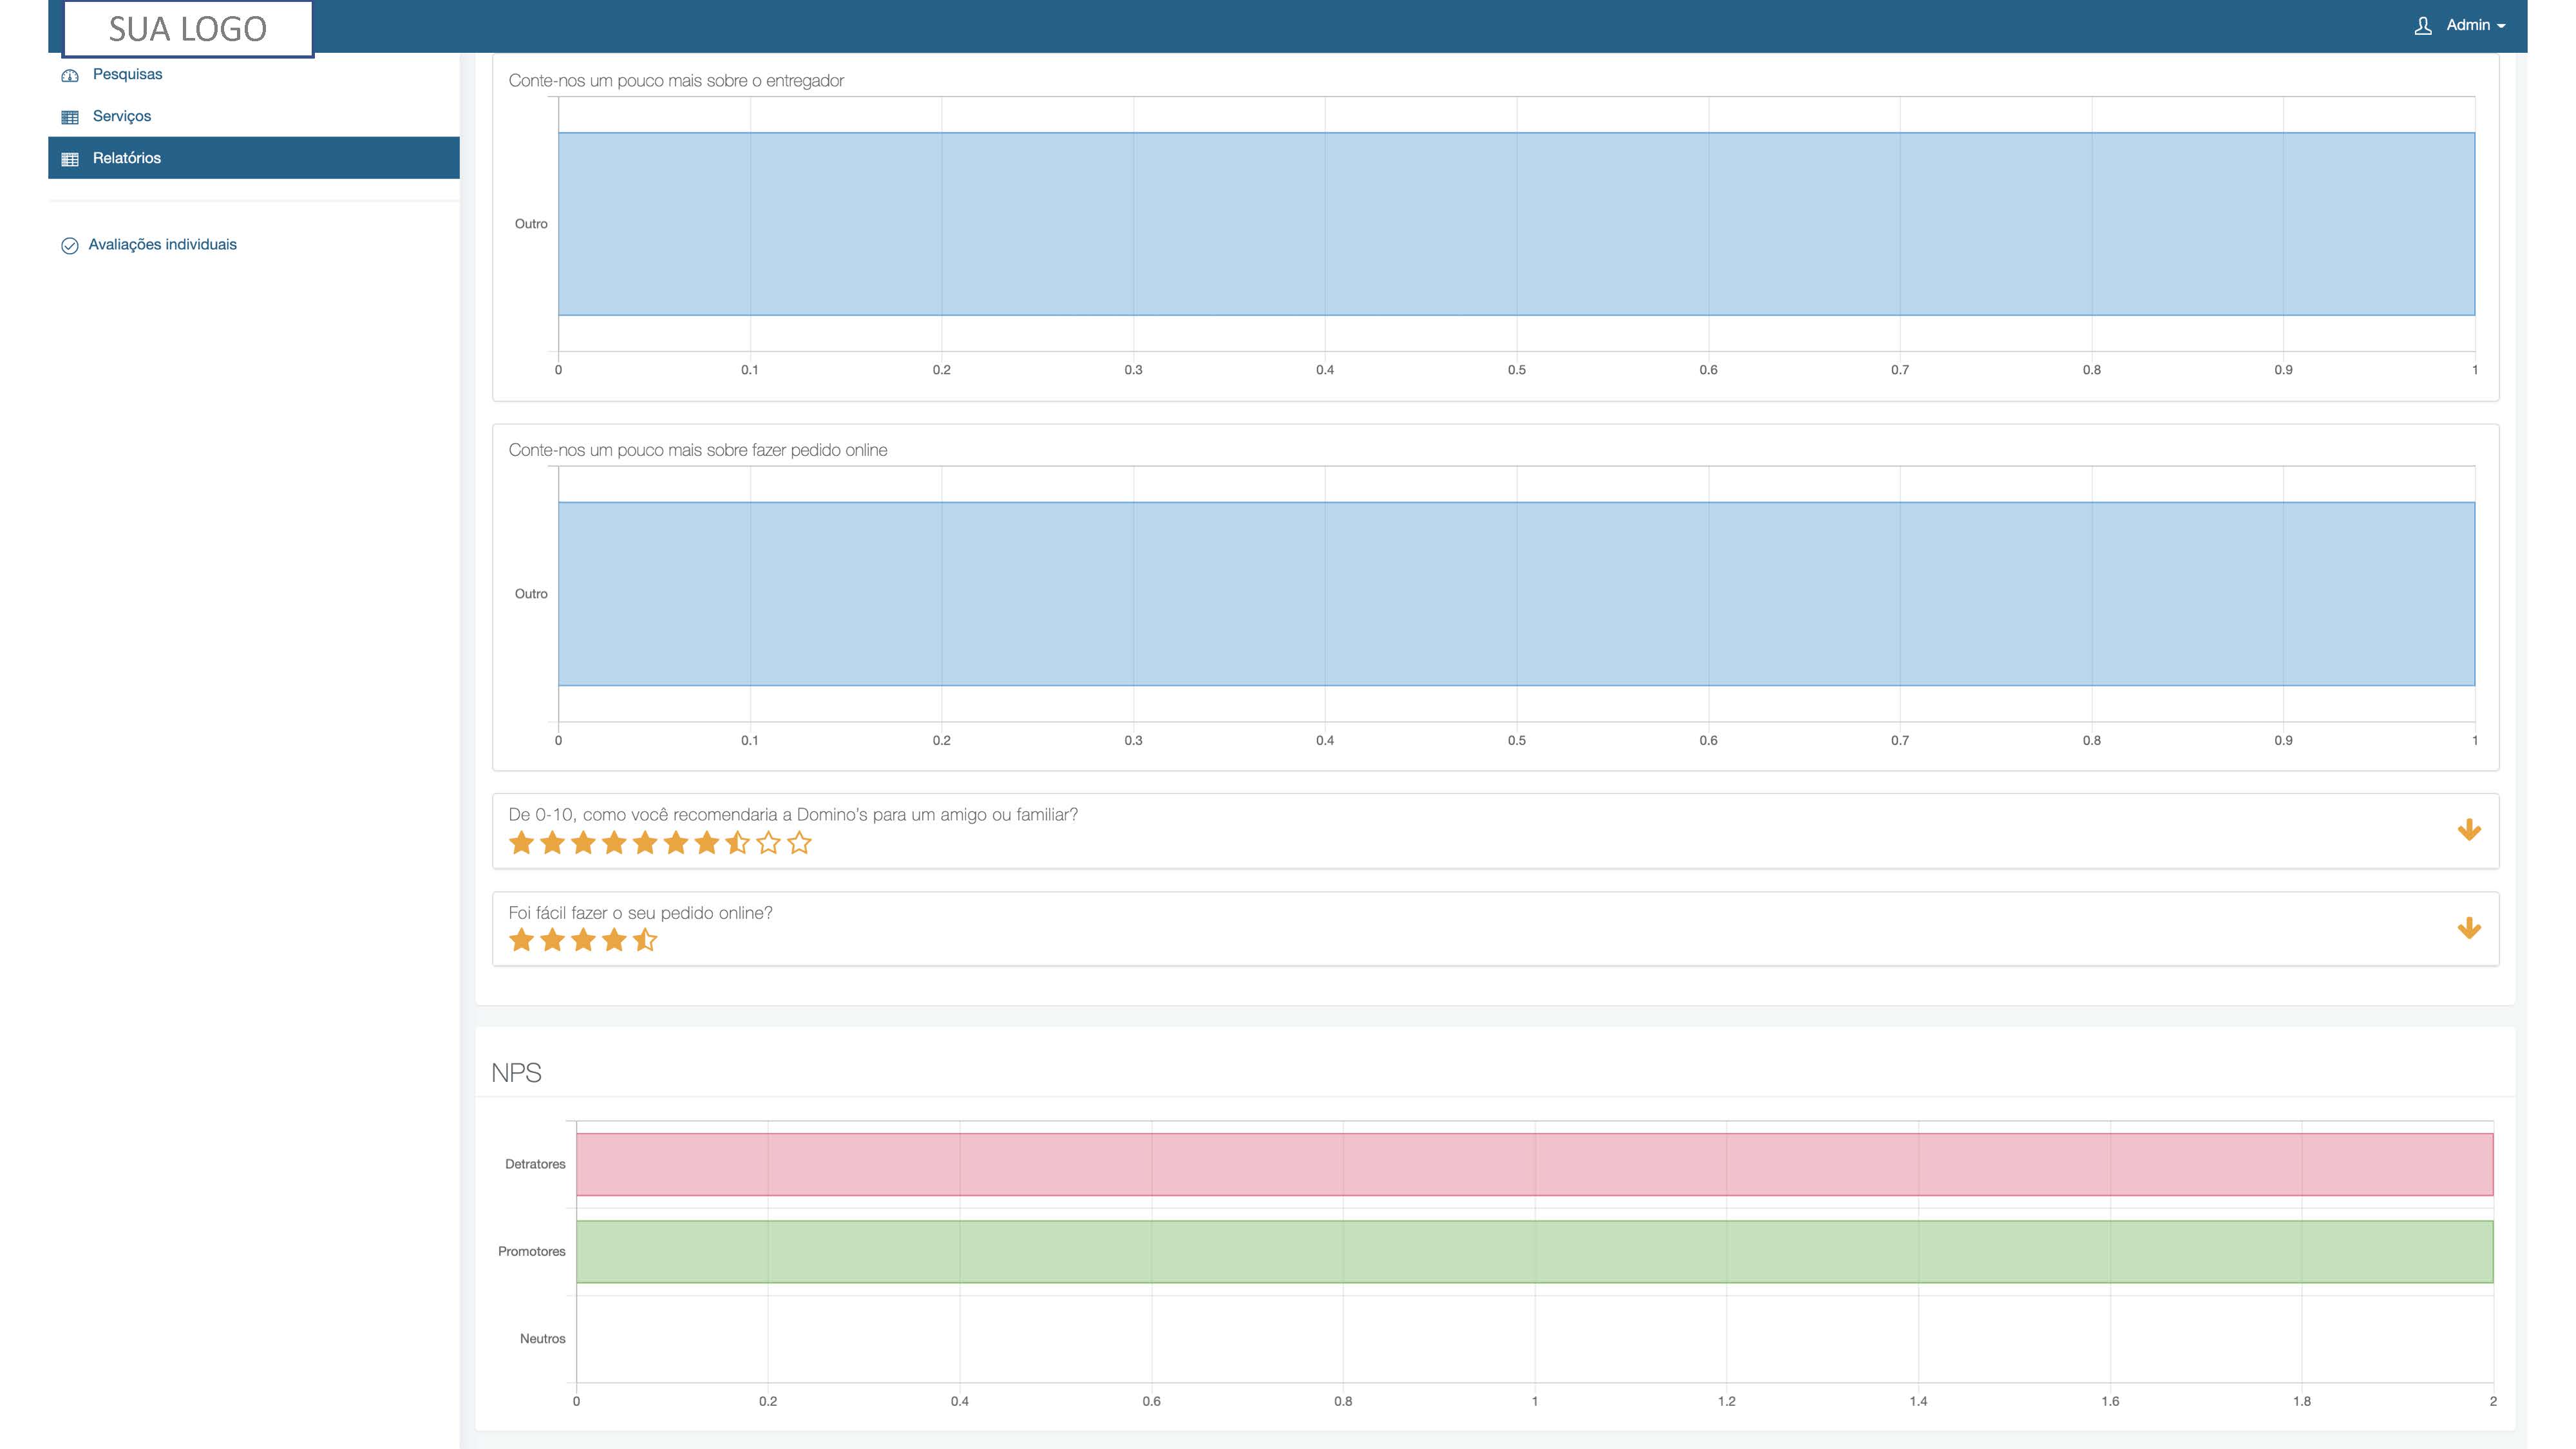 SUA LOGO
Admin
Pesquisas
Serviços
Relatórios
Avaliações individuais
Conte-nos um pouco mais sobre o entregador
Outro
0 0.1 0.2 0.3 0.4 0.5 0.6 0.7 0.8 0.9 1
Conte-nos um pouco mais sobre fazer pedido online
Outro
0 0.1 0.2 0.3 0.4 0.5 0.6 0.7 0.8 0.9 1
De 0-10, como você recomendaria a Domino's para um amigo ou familiar?
Foi fácil fazer o seu pedido online?
NPS
Detratores
Promotores
Neutros
0 0.2 0.4 0.6 0.8 1 1.2 1.4 1.6 1.8 2